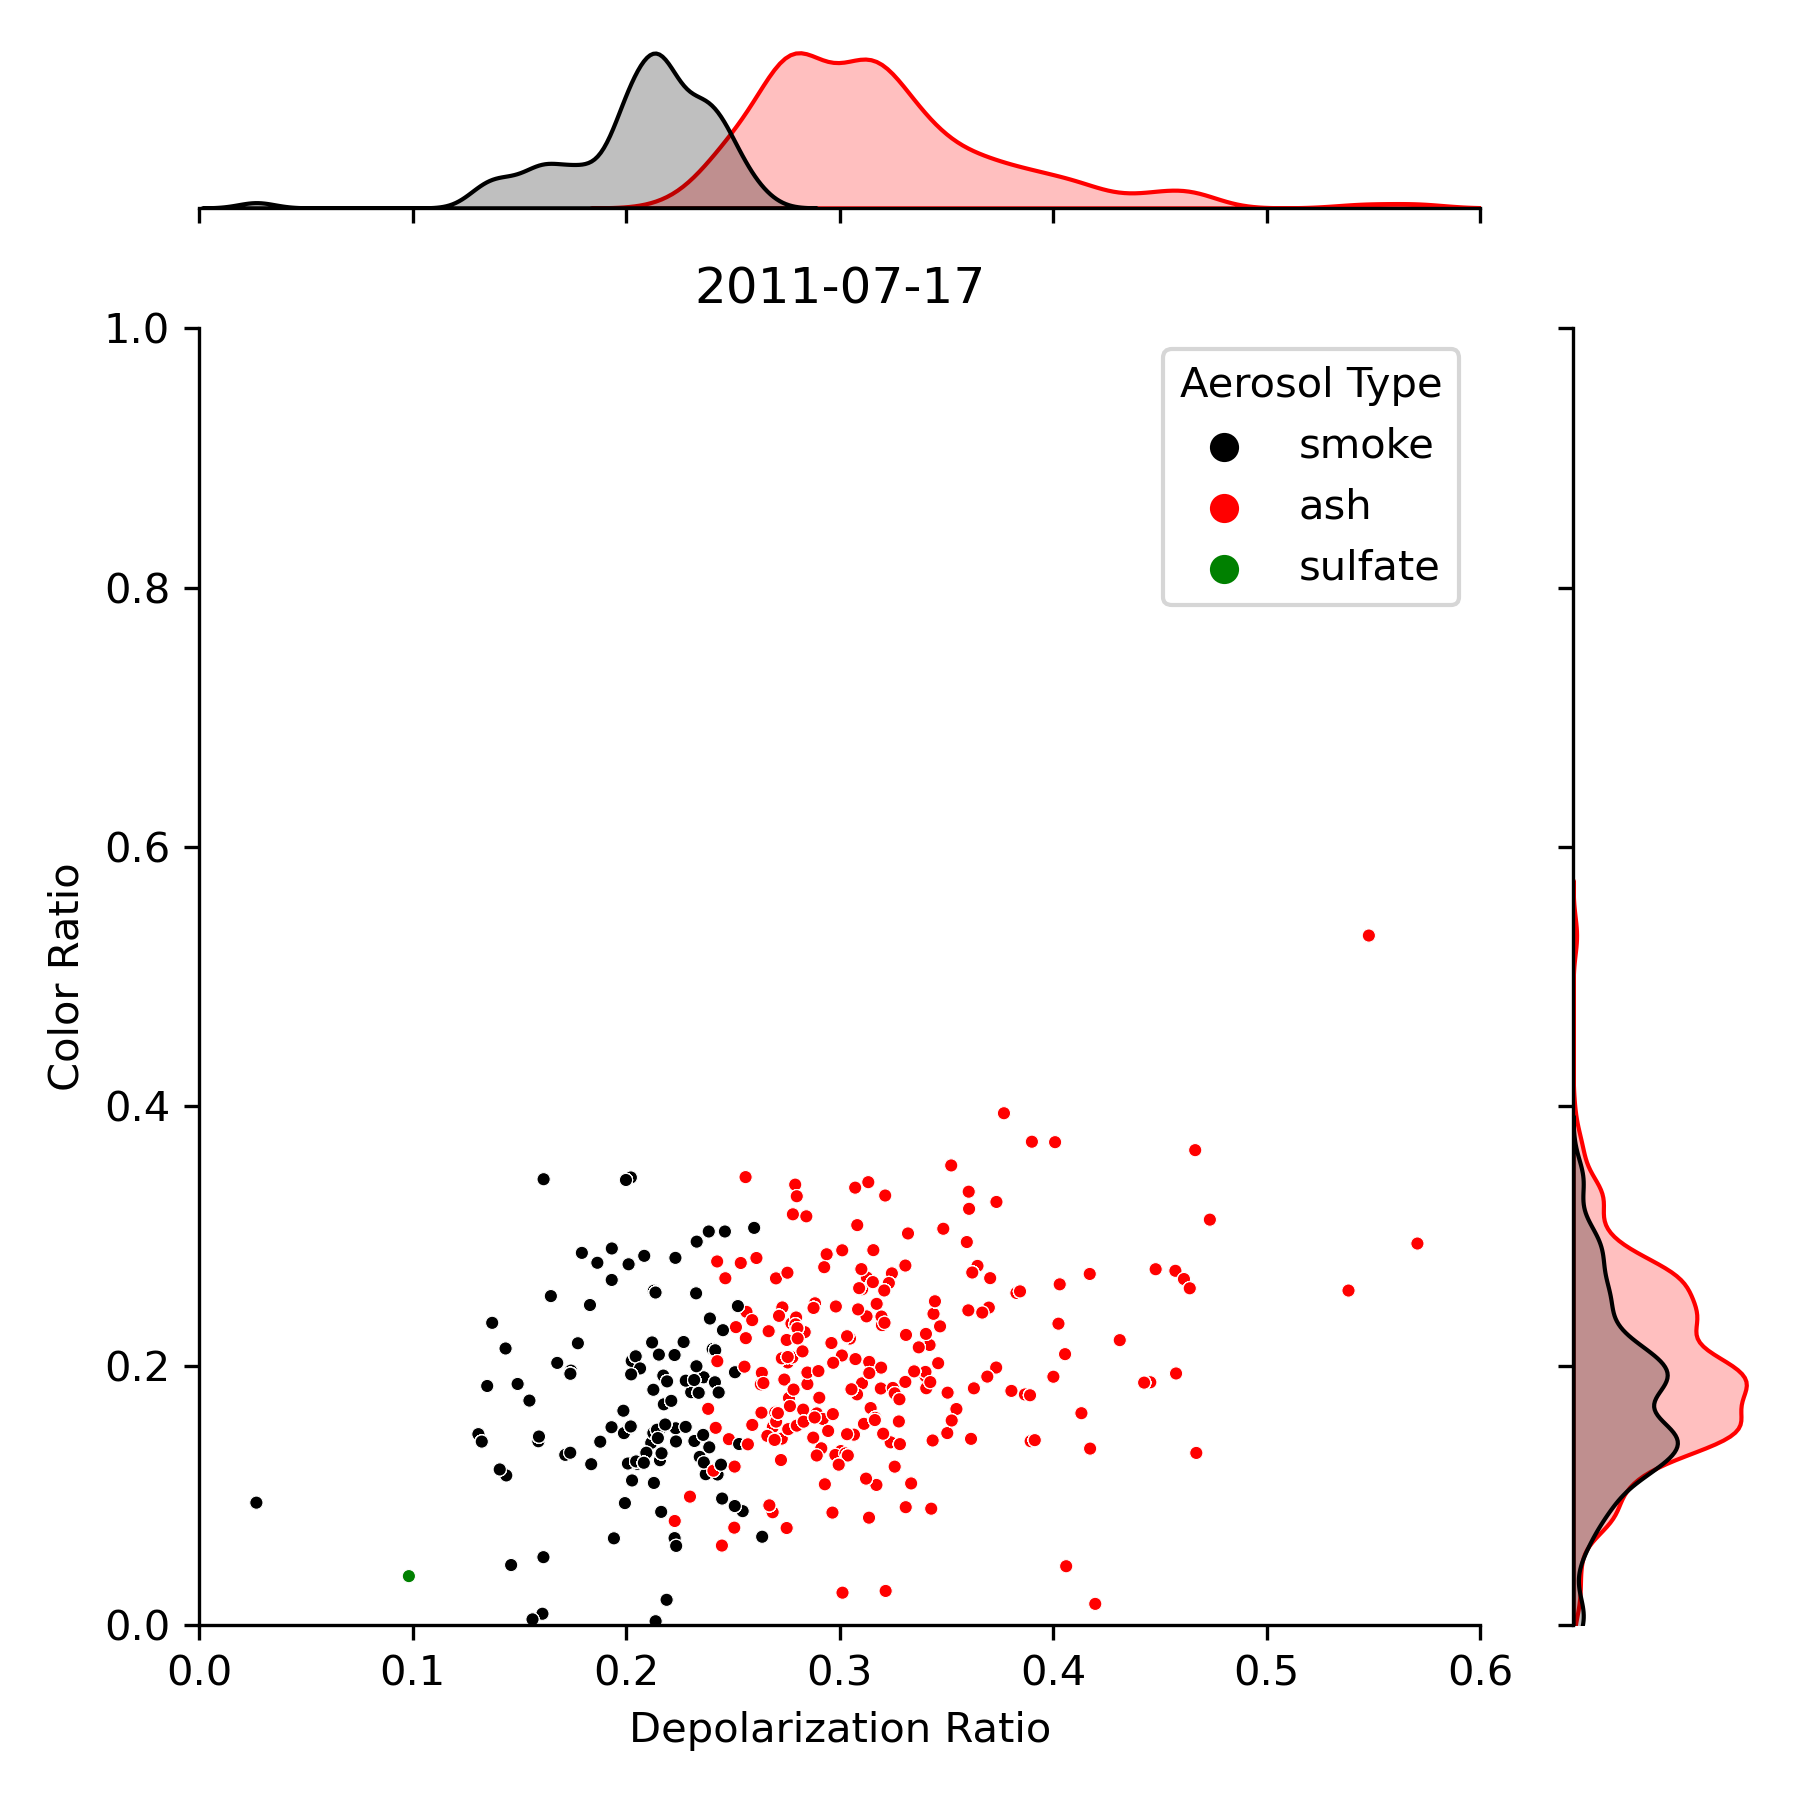 2011-07-17
1.0
0.8
0.6
0.4
0.2
0.0
Color Ratio
Aerosol Type
smoke
ash
sulfate
0.0 0.1 0.2 0.3 0.4 0.5 0.6
Depolarization Ratio